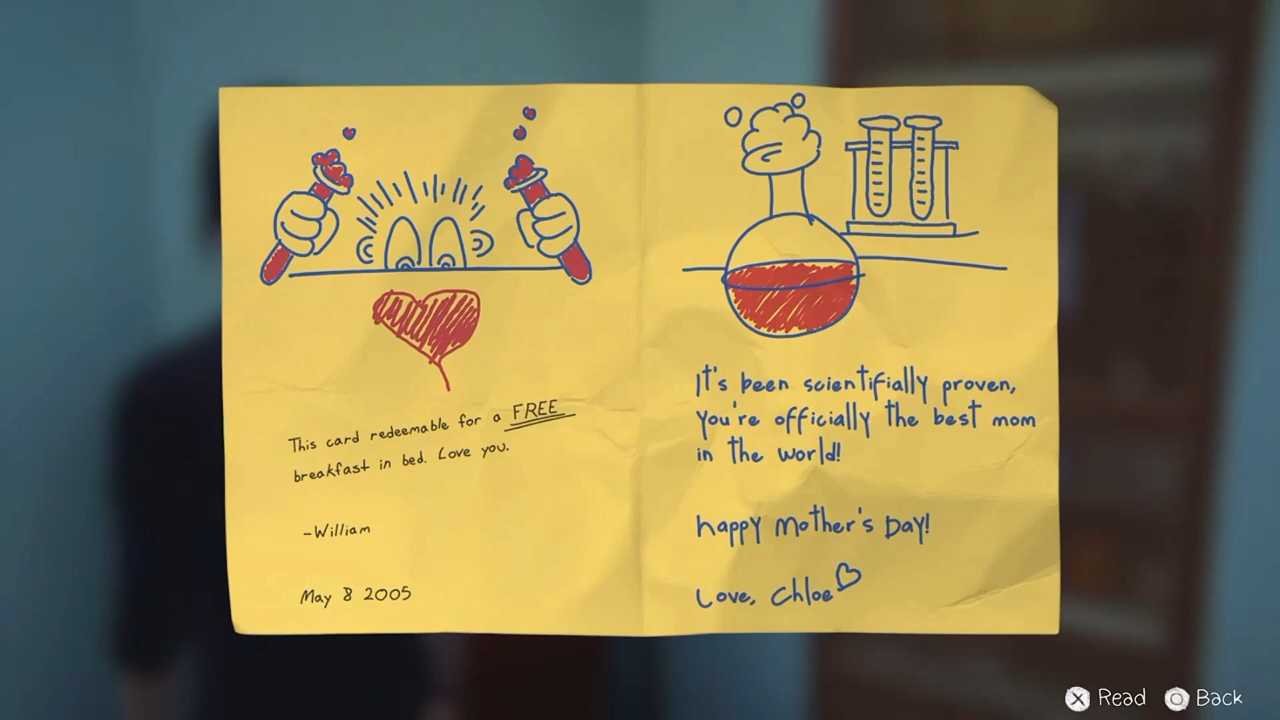 This card redeemable for a FREE
breakfast in bed. Love you.
-William
May 8 2005
It's been scientifially proven,
you're officially the best mom
in the world!
happy Mother's Day!
Love, Chloe
Read
Back